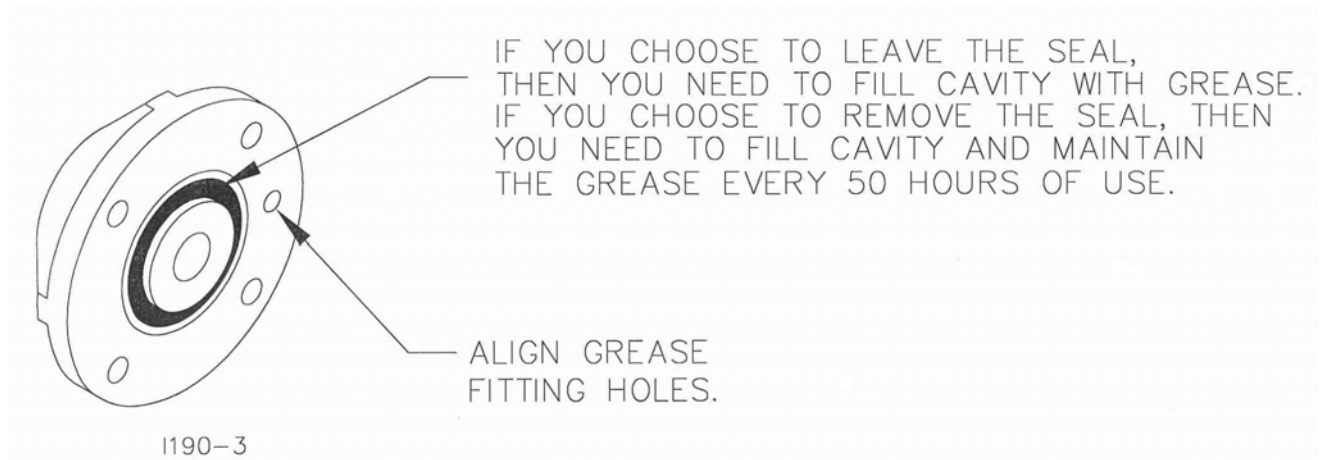 IF YOU CHOOSE TO LEAVE THE SEAL,
THEN YOU NEED TO FILL CAVITY WITH GREASE.
IF YOU CHOOSE TO REMOVE THE SEAL, THEN
YOU NEED TO FILL CAVITY AND MAINTAIN
THE GREASE EVERY 50 HOURS OF USE.
ALIGN GREASE
FITTING HOLES.
I190-3